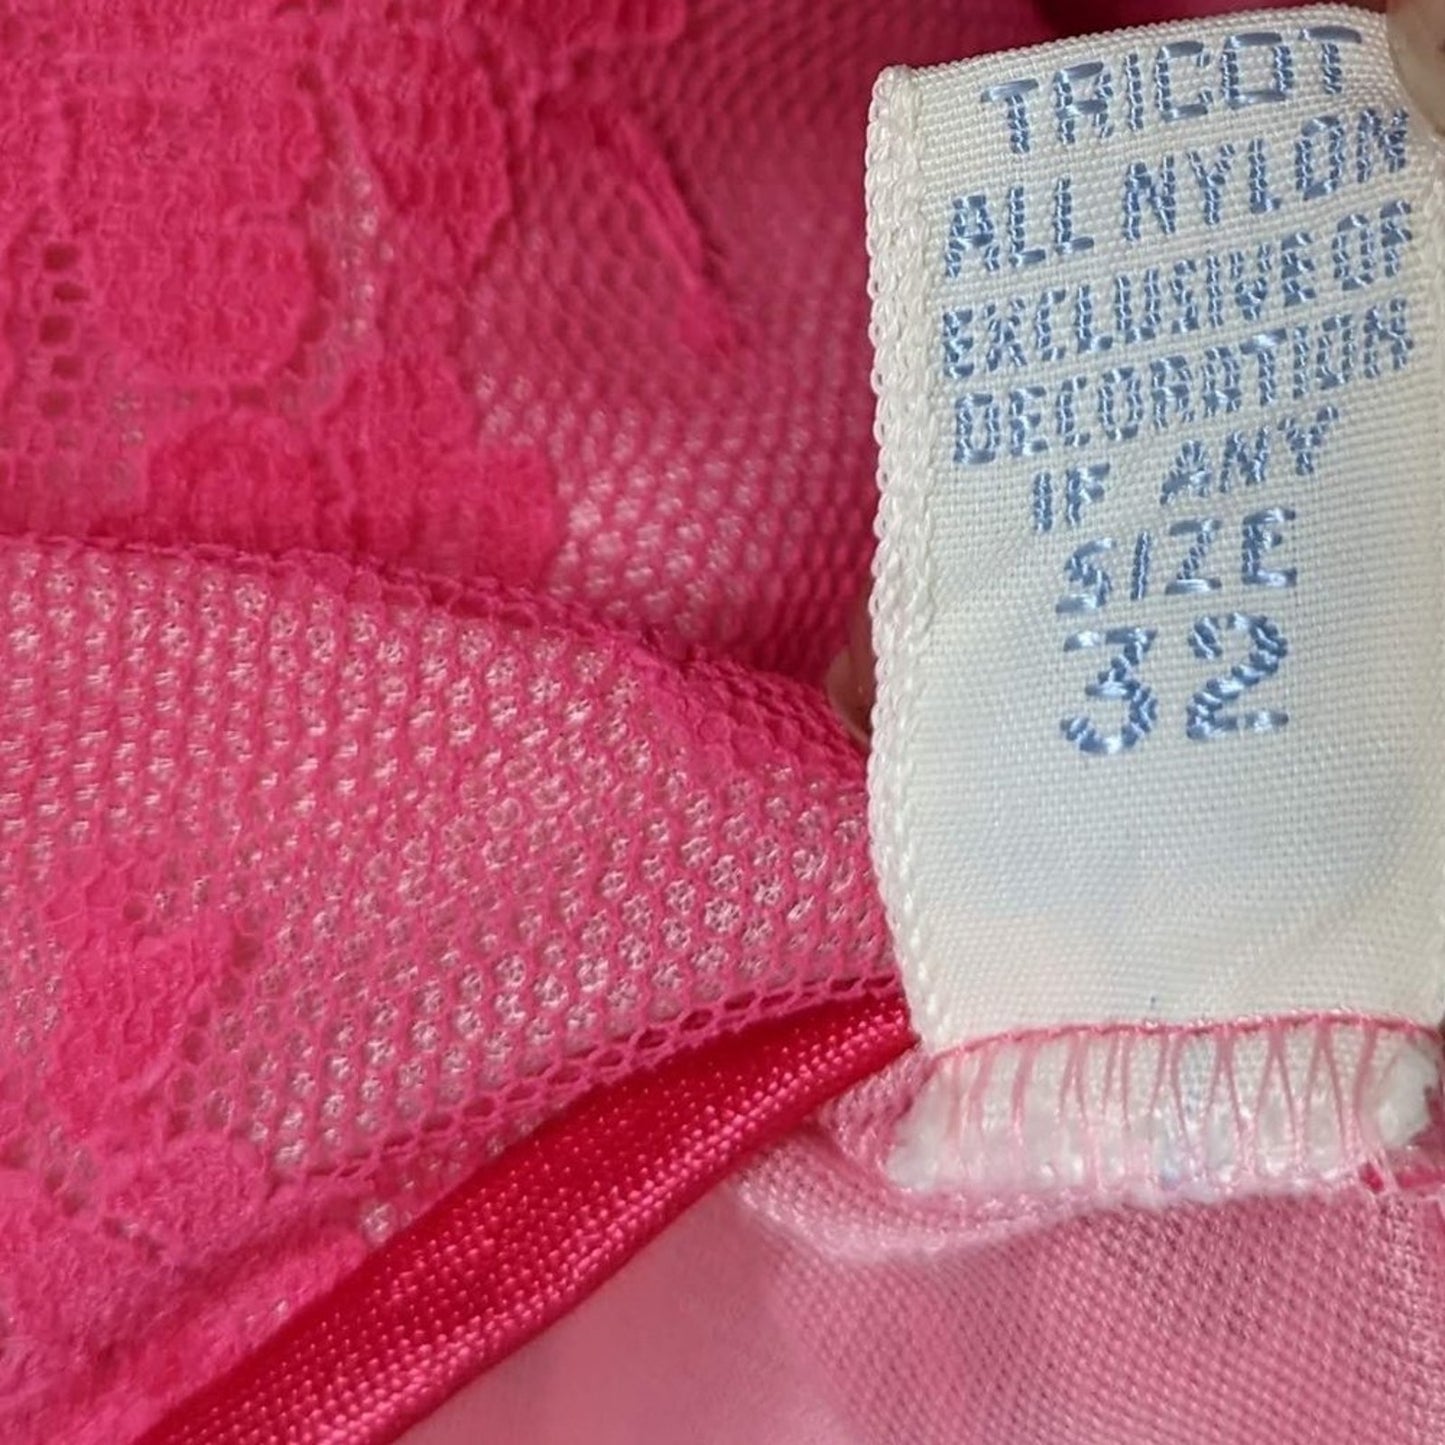 TRICOT
ALL NYLON
EXCLUSIVE OF
DECORATION
IF ANY
SIZE
32